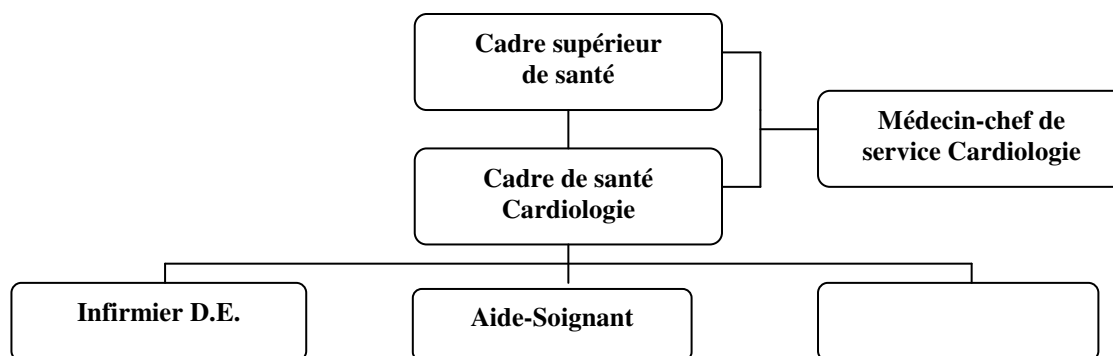 Cadre supérieur
de santé
Médecin-chef de
service Cardiologie
Cadre de santé
Cardiologie
Infirmier D.E.
Aide-Soignant